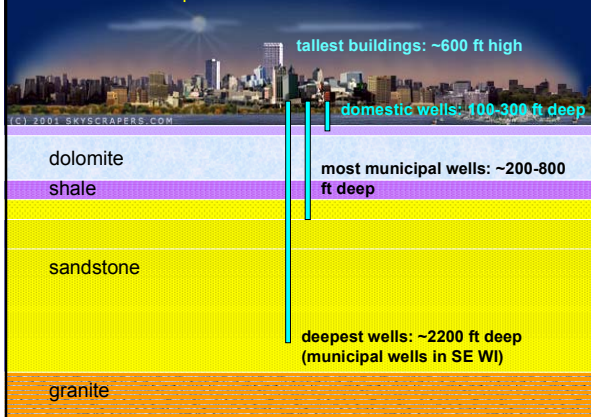 tallest buildings: ~600 ft high
domestic wells: 100-300 ft deep
(C) 2001 SKYSCRAPERS.COM
dolomite
most municipal wells: ~200-800
ft deep
shale
sandstone
deepest wells: ~2200 ft deep
(municipal wells in SE WI)
granite